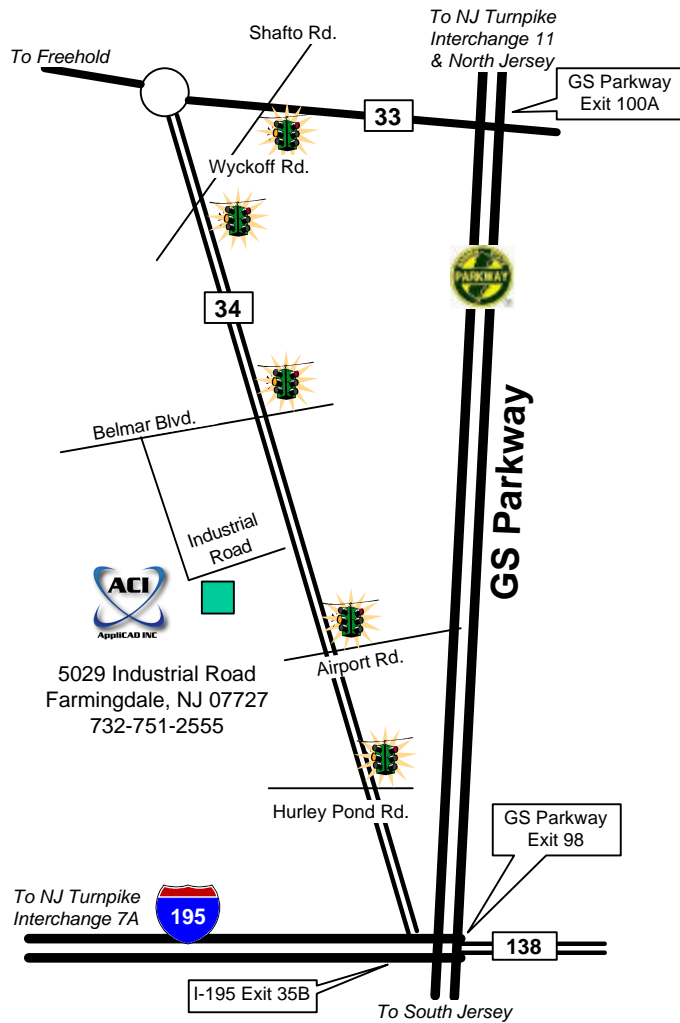 To NJ Turnpike
Interchange 11
& North Jersey
Shafto Rd.
To Freehold
GS Parkway
Exit 100A
33
Wyckoff Rd.
PARKWAY
34
GS Parkway
Belmar Blvd.
Industrial
Road
ACI
AppliCAD INC
5029 Industrial Road
Farmingdale, NJ 07727
732-751-2555
Airport Rd.
Hurley Pond Rd.
GS Parkway
Exit 98
To NJ Turnpike
Interchange 7A
195
138
I-195 Exit 35B
To South Jersey